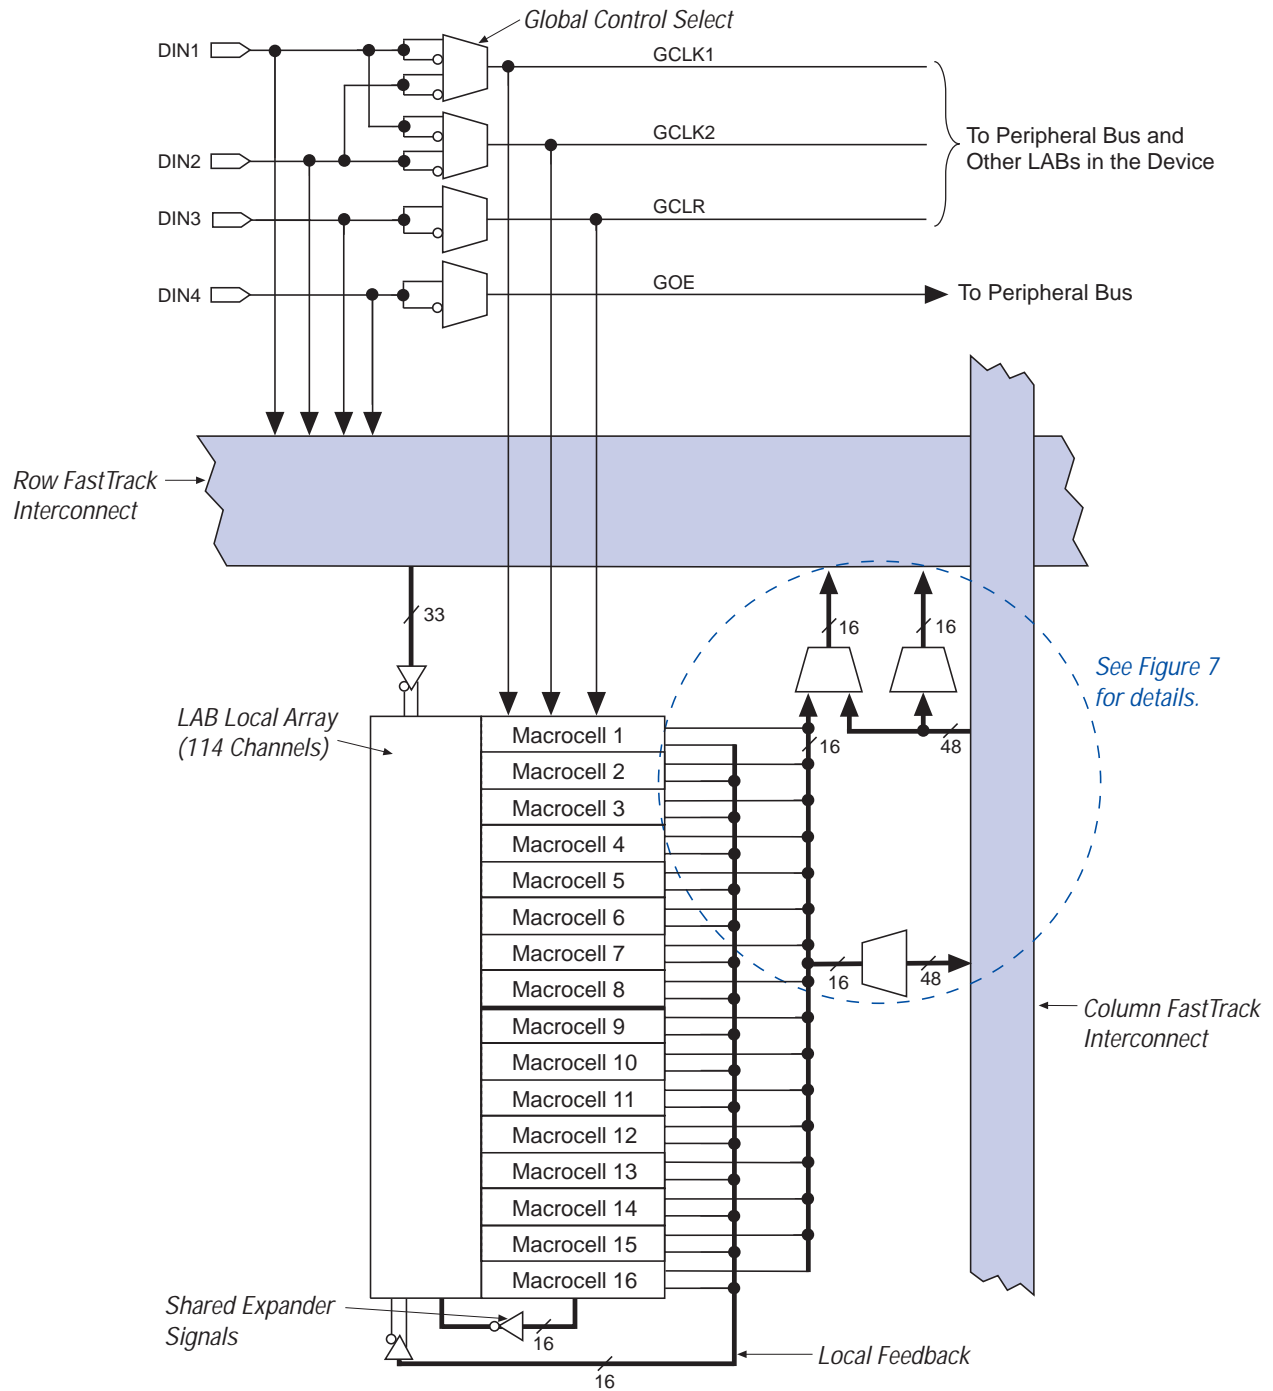 Global Control Select
DIN1
GCLK1
GCLK2
To Peripheral Bus and
Other LABs in the Device
DIN2
DIN3
GCLR
DIN4
GOE
To Peripheral Bus
Row FastTrack
Interconnect
33
16
16
See Figure 7
for details.
LAB Local Array
(114 Channels)
16
48
Macrocell 1
Macrocell 2
Macrocell 3
Macrocell 4
Macrocell 5
Macrocell 6
Macrocell 7
Macrocell 8
16
48
Column FastTrack
Interconnect
Macrocell 9
Macrocell 10
Macrocell 11
Macrocell 12
Macrocell 13
Macrocell 14
Macrocell 15
Macrocell 16
Shared Expander
Signals
16
Local Feedback
16